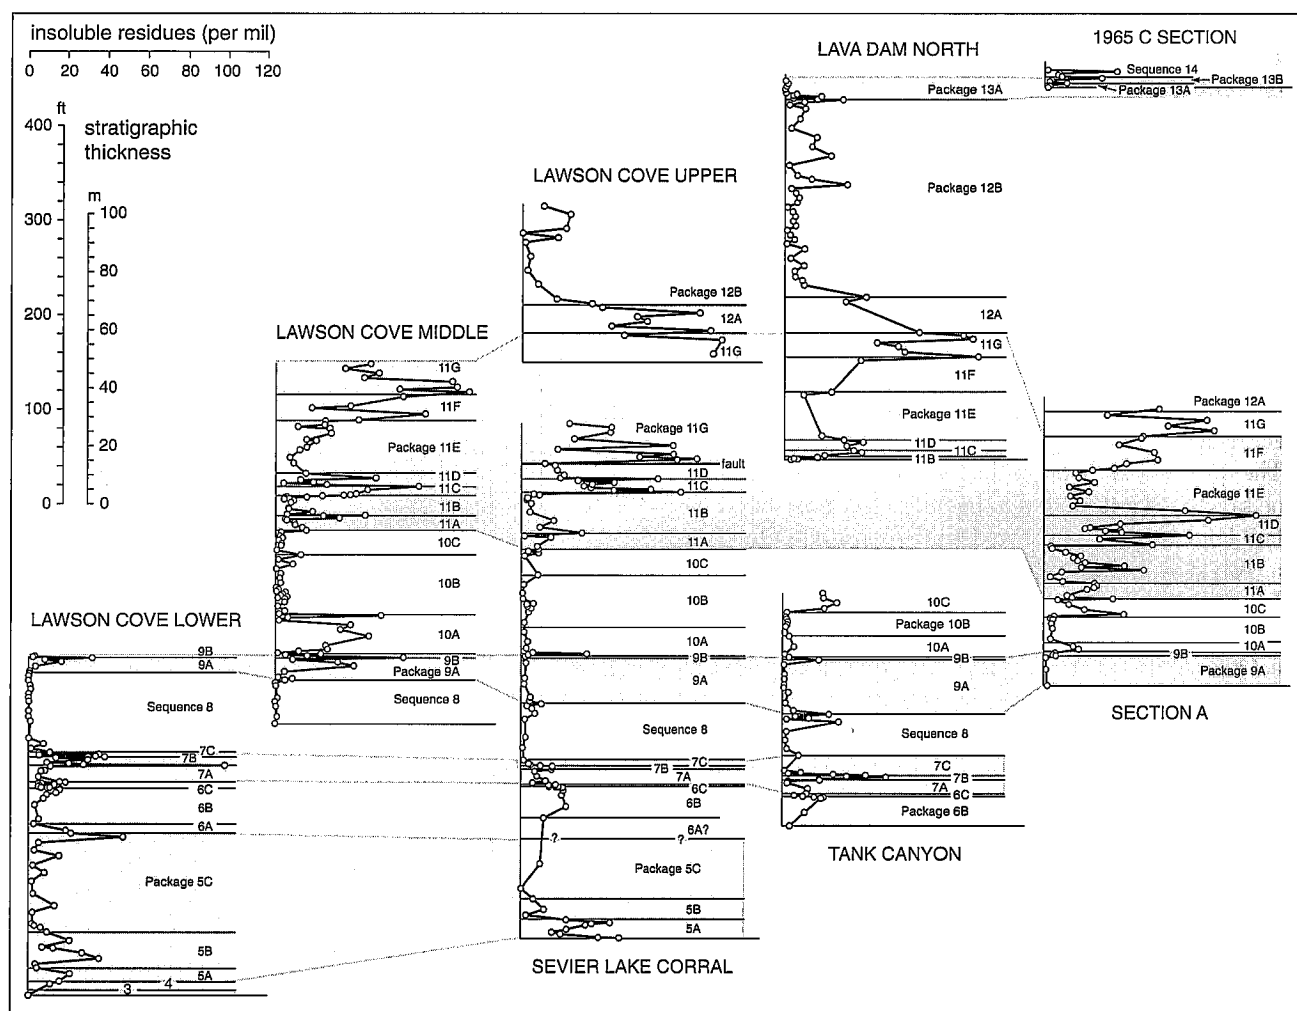 insoluble residues (per mil)
0 20 40 60 80 100 120
ft
400
300
200
100
0
stratigraphic
thickness
m
100
80
60
40
20
0
LAWSON COVE LOWER
9B
9A
Sequence 8
7C
7B
7A
6C
6B
6A
Package 5C
5B
5A
4
3
LAWSON COVE MIDDLE
11G
11F
Package 11E
11D
11C
11B
11A
10C
10B
10A
9B
Package 9A
Sequence 8
LAWSON COVE UPPER
Package 12B
12A
11G
Package 11G
fault
11D
11C
11B
11A
10C
10B
10A
9B
9A
Sequence 8
7C
7B
7A
6C
6B
6A?
? ?
Package 5C
5B
5A
SEVIER LAKE CORRAL
LAVA DAM NORTH
Package 13A
Package 12B
12A
11G
11F
Package 11E
11D
11C
11B
10C
Package 10B
10A
9B
9A
Sequence 8
7C
7B
7A
6C
Package 6B
TANK CANYON
1965 C SECTION
Sequence 14
Package 13B
Package 13A
Package 12A
11G
11F
Package 11E
11D
11C
11B
11A
10C
10B
10A
9B
Package 9A
SECTION A